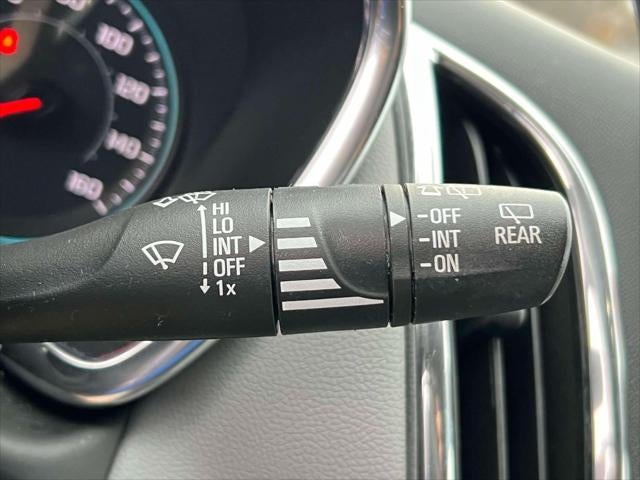 100
120
140
160
HI
LO
INT
OFF
1x
-OFF
-INT
-ON
REAR